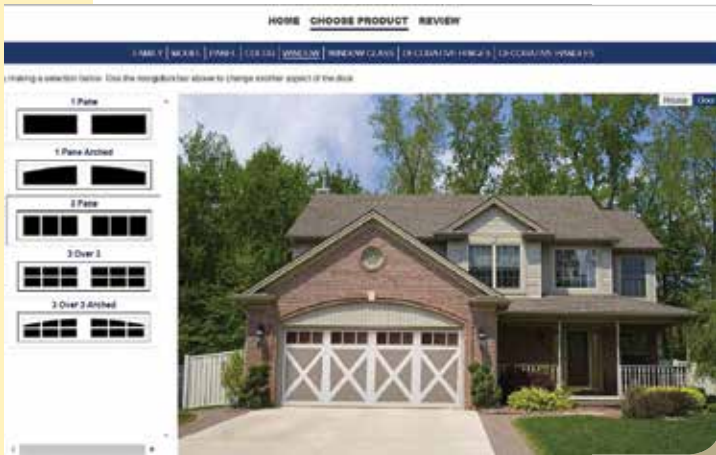 HOME CHOOSE PRODUCT REVIEW
FAMILY | MODEL | PANEL | COLOR | WINDOW | WINDOW GLASS | DECORATIVE HINGES | DECORATIVE HANDLES
making a selection below. Use the navigation bar above to change another aspect of the door.
House Doo
1 Pane
1 Pane Arched
3 Pane
3 Over 3
3 Over 3 Arched